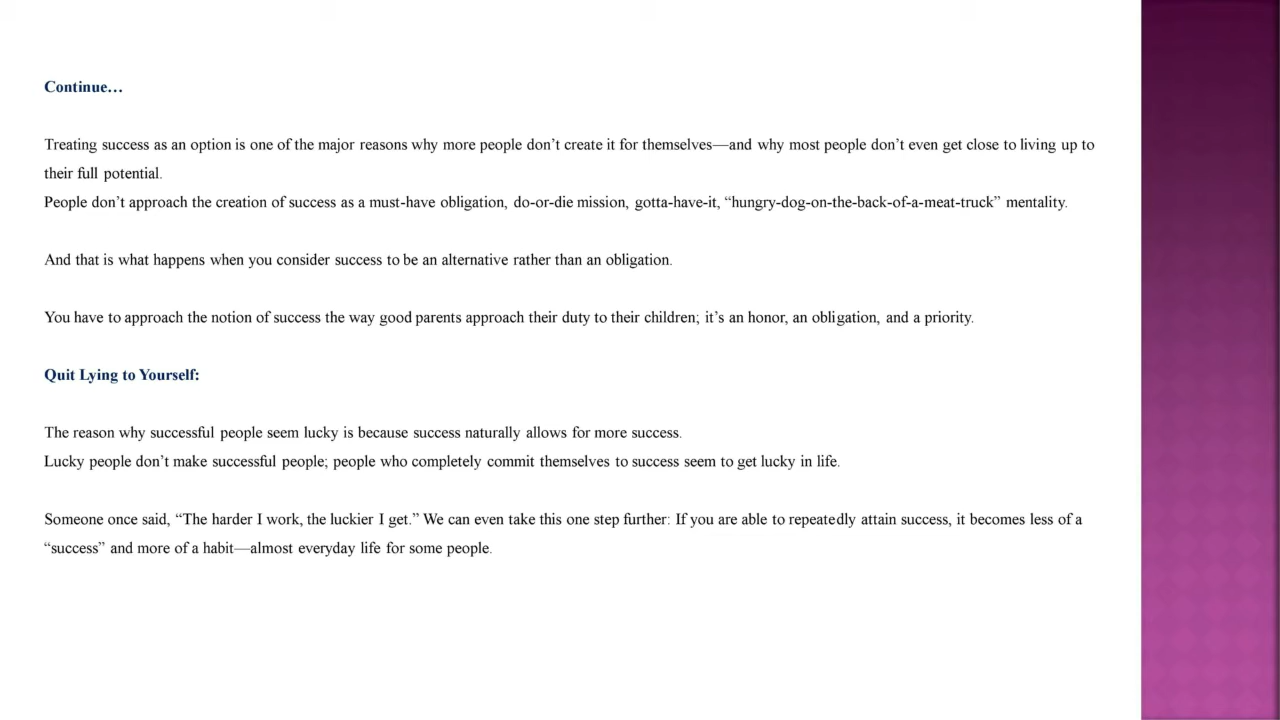 Continue…
Treating success as an option is one of the major reasons why more people don’t create it for themselves—and why most people don’t even get close to living up to
their full potential.
People don’t approach the creation of success as a must-have obligation, do-or-die mission, gotta-have-it, “hungry-dog-on-the-back-of-a-meat-truck” mentality.
And that is what happens when you consider success to be an alternative rather than an obligation.
You have to approach the notion of success the way good parents approach their duty to their children; it’s an honor, an obligation, and a priority.
Quit Lying to Yourself:
The reason why successful people seem lucky is because success naturally allows for more success.
Lucky people don’t make successful people; people who completely commit themselves to success seem to get lucky in life.
Someone once said, “The harder I work, the luckier I get.” We can even take this one step further: If you are able to repeatedly attain success, it becomes less of a
“success” and more of a habit—almost everyday life for some people.